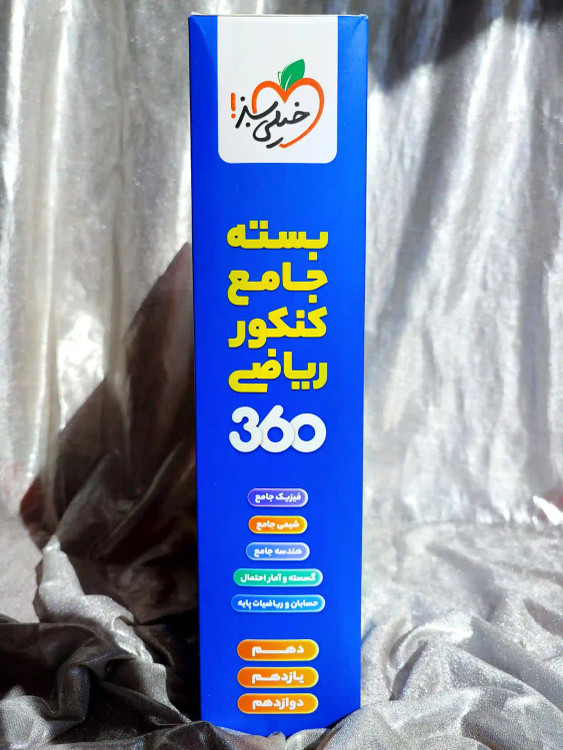 خیلی سبز!
بسته
جامع
کنکور
ریاضی
360
فیزیک جامع
شیمی جامع
هندسه جامع
گسسته و آمار احتمال
حسابان و ریاضیات پایه
دهم
یازدهم
دوازدهم